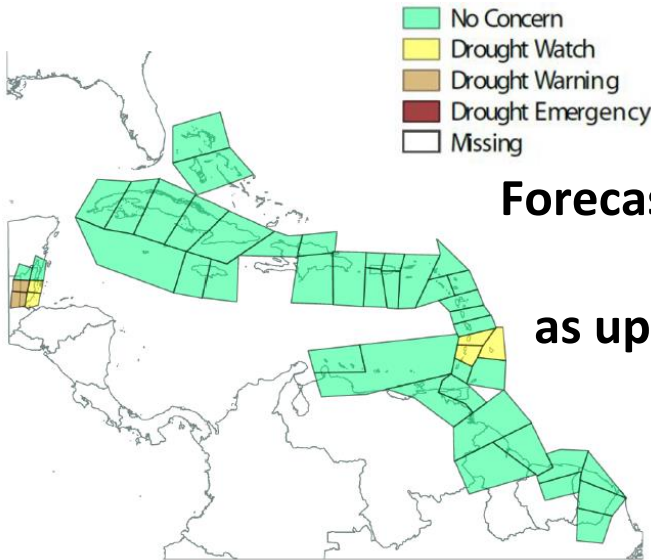 No Concern
Drought Watch
Drought Warning
Drought Emergency
Missing
Forecas
as up